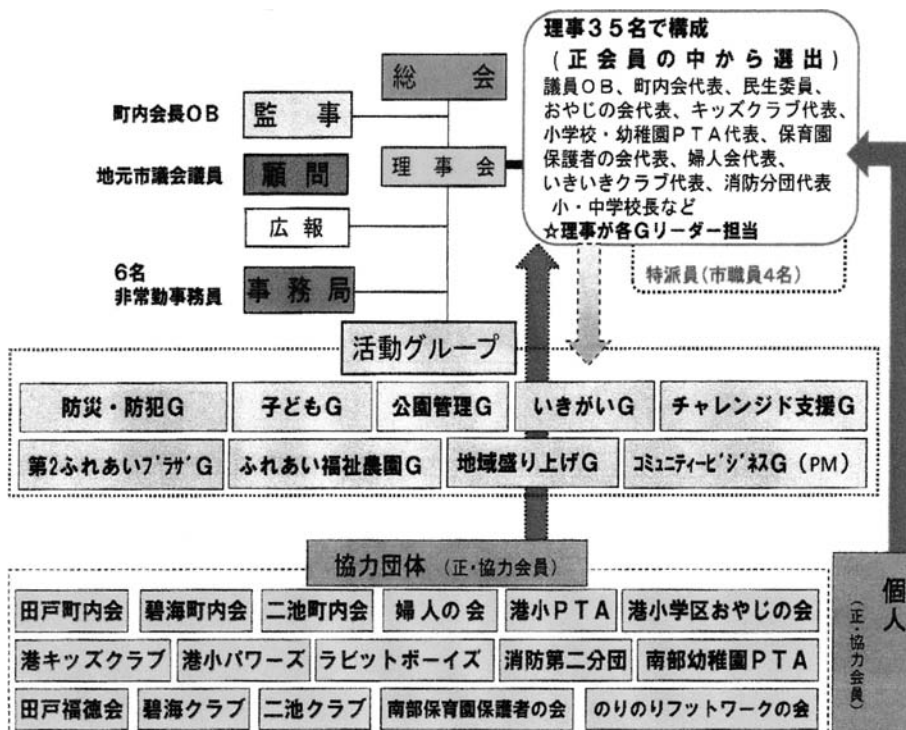 総会
町内会長OB
監事
地元市議会議員
顧問
理事会
広報
6名
非常勤事務員
事務局
理事35名で構成
(正会員の中から選出)
議員OB、町内会代表、民生委員、
おやじの会代表、キッズクラブ代表、
小学校・幼稚園PTA代表、保育園
保護者の会代表、婦人会代表、
いきいきクラブ代表、消防分団代表
小・中学校長など
☆理事が各Gリーダー担当
特派員(市職員4名)
活動グループ
防災・防犯G
子どもG
公園管理G
いきがいG
チャレンジド支援G
第2ふれあいプラザG
ふれあい福祉農園G
地域盛り上げG
コミュニティービジネスG(PM)
協力団体 (正・協力会員)
田戸町内会
碧海町内会
二池町内会
婦人の会
港小PTA
港小学区おやじの会
港キッズクラブ
港小パワーズ
ラビットボーイズ
消防第二分団
南部幼稚園PTA
田戸福徳会
碧海クラブ
二池クラブ
南部保育園保護者の会
のりのりフットワークの会
個人
(正・協力会員)